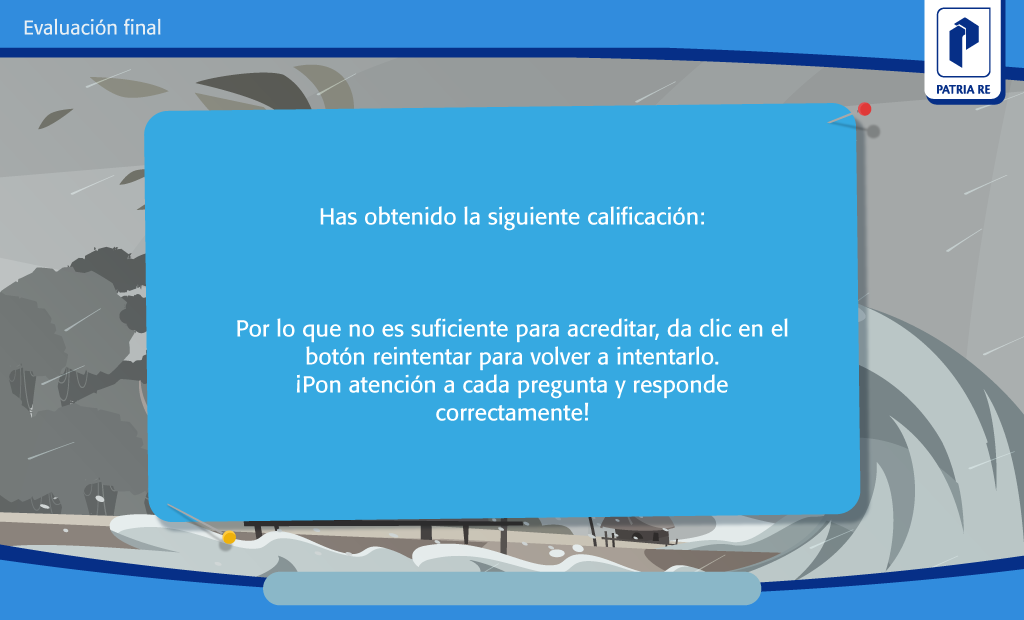 Evaluación final
PATRIA RE
Has obtenido la siguiente calificación:
Por lo que no es suficiente para acreditar, da clic en el
botón reintentar para volver a intentarlo.
¡Pon atención a cada pregunta y responde
correctamente!